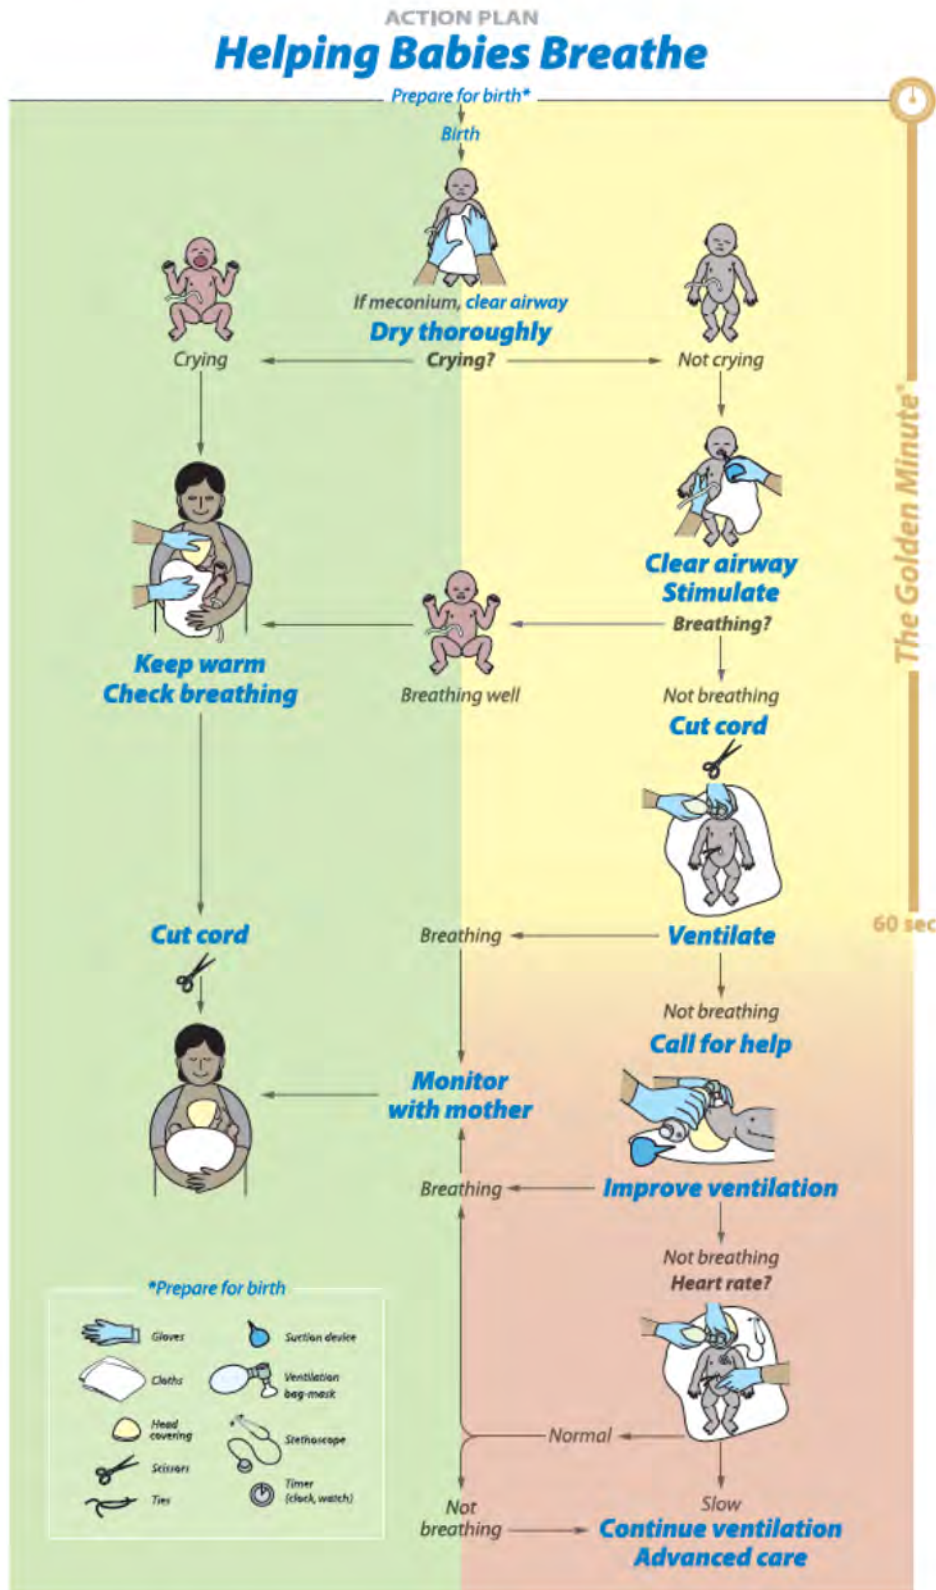 ACTION PLAN
Helping Babies Breathe
Prepare for birth*
Birth
If meconium, clear airway
Dry thoroughly
Crying
Crying?
Not crying
Clear airway
Stimulate
Breathing?
Keep warm
Check breathing
Breathing well
Not breathing
Cut cord
The Golden Minute®
60 sec
Cut cord
Breathing
Ventilate
Not breathing
Call for help
Monitor
with mother
Breathing
Improve ventilation
Not breathing
Heart rate?
*Prepare for birth
Gloves
Suction device
Cloths
Ventilation
bag-mask
Head
covering
Stethoscope
Scissors
Timer
(clock, watch)
Ties
Normal
Not
breathing
Slow
Continue ventilation
Advanced care